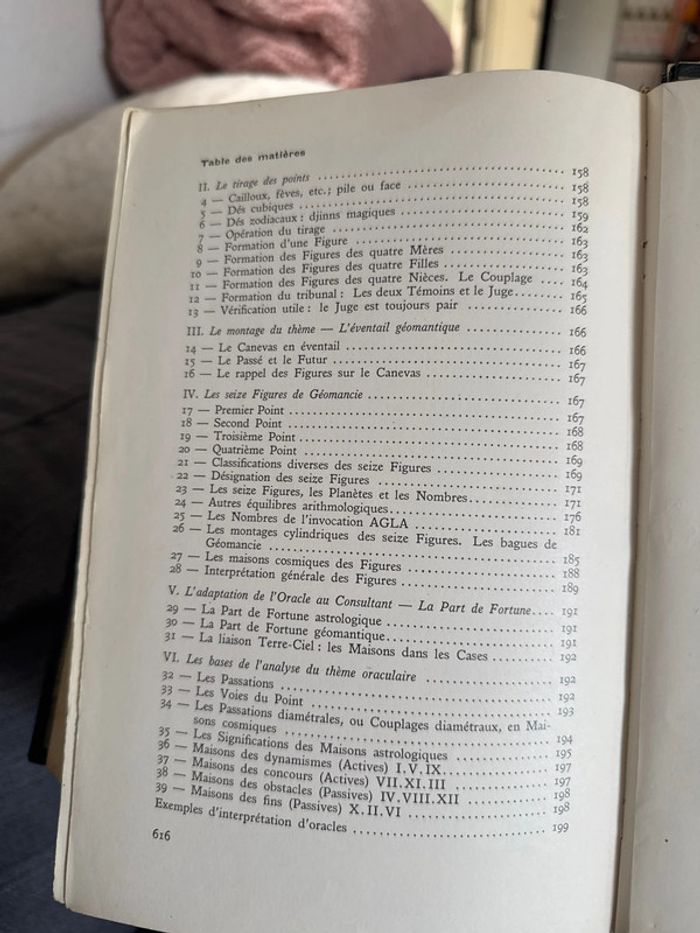 Table des matières
II. Le tirage des points .......... 158
4 — Cailloux, fèves, etc.; pile ou face .......... 158
5 — Dés cubiques .......... 158
6 — Dés zodiacaux : djinns magiques .......... 159
7 — Opération du tirage .......... 162
8 — Formation d'une Figure .......... 163
9 — Formation des Figures des quatre Mères .......... 163
10 — Formation des Figures des quatre Filles .......... 163
11 — Formation des Figures des quatre Nièces. Le Couplage .... 164
12 — Formation du tribunal : Les deux Témoins et le Juge .......... 165
13 — Vérification utile : le Juge est toujours pair .......... 166
III. Le montage du thème — L'éventail géomantique .......... 166
14 — Le Canevas en éventail .......... 166
15 — Le Passé et le Futur .......... 167
16 — Le rappel des Figures sur le Canevas .......... 167
IV. Les seize Figures de Géomancie .......... 167
17 — Premier Point .......... 167
18 — Second Point .......... 168
19 — Troisième Point .......... 168
20 — Quatrième Point .......... 169
21 — Classifications diverses des seize Figures .......... 169
22 — Désignation des seize Figures .......... 171
23 — Les seize Figures, les Planètes et les Nombres .......... 171
24 — Autres équilibres arithmologiques .......... 176
25 — Les Nombres de l'invocation AGLA .......... 181
26 — Les montages cylindriques des seize Figures. Les bagues de
Géomancie .......... 185
27 — Les maisons cosmiques des Figures .......... 188
28 — Interprétation générale des Figures .......... 189
V. L'adaptation de l'Oracle au Consultant — La Part de Fortune .... 191
29 — La Part de Fortune astrologique .......... 191
30 — La Part de Fortune géomantique .......... 191
31 — La liaison Terre-Ciel : les Maisons dans les Cases .......... 192
VI. Les bases de l'analyse du thème oraculaire .......... 192
32 — Les Passations .......... 192
33 — Les Voies du Point .......... 193
34 — Les Passations diamétrales, ou Couplages diamétraux, en Mai-
sons cosmiques .......... 194
35 — Les Significations des Maisons astrologiques .......... 195
36 — Maisons des dynamismes (Actives) I.V.IX .......... 197
37 — Maisons des concours (Actives) VII.XI.III .......... 197
38 — Maisons des obstacles (Passives) IV.VIII.XII .......... 198
39 — Maisons des fins (Passives) X.II.VI .......... 198
Exemples d'interprétation d'oracles .......... 199
616